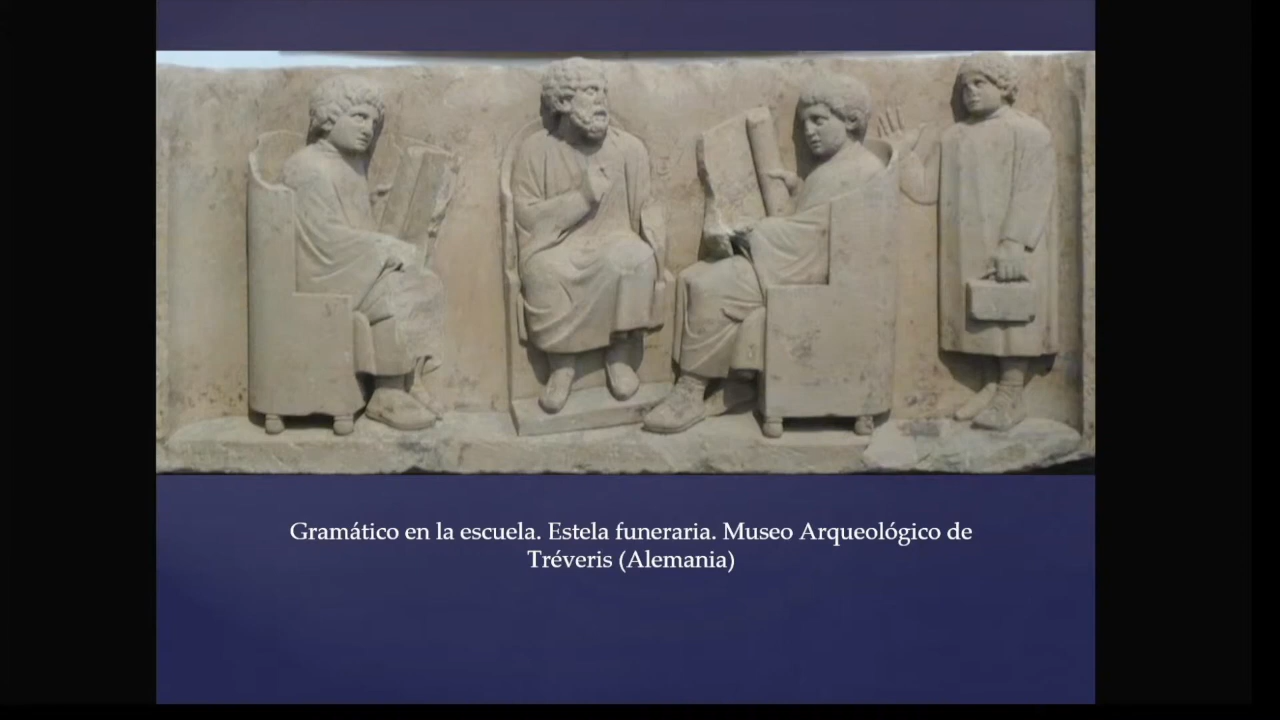 Gramático en la escuela. Estela funeraria. Museo Arqueológico de
Tréveris (Alemania)